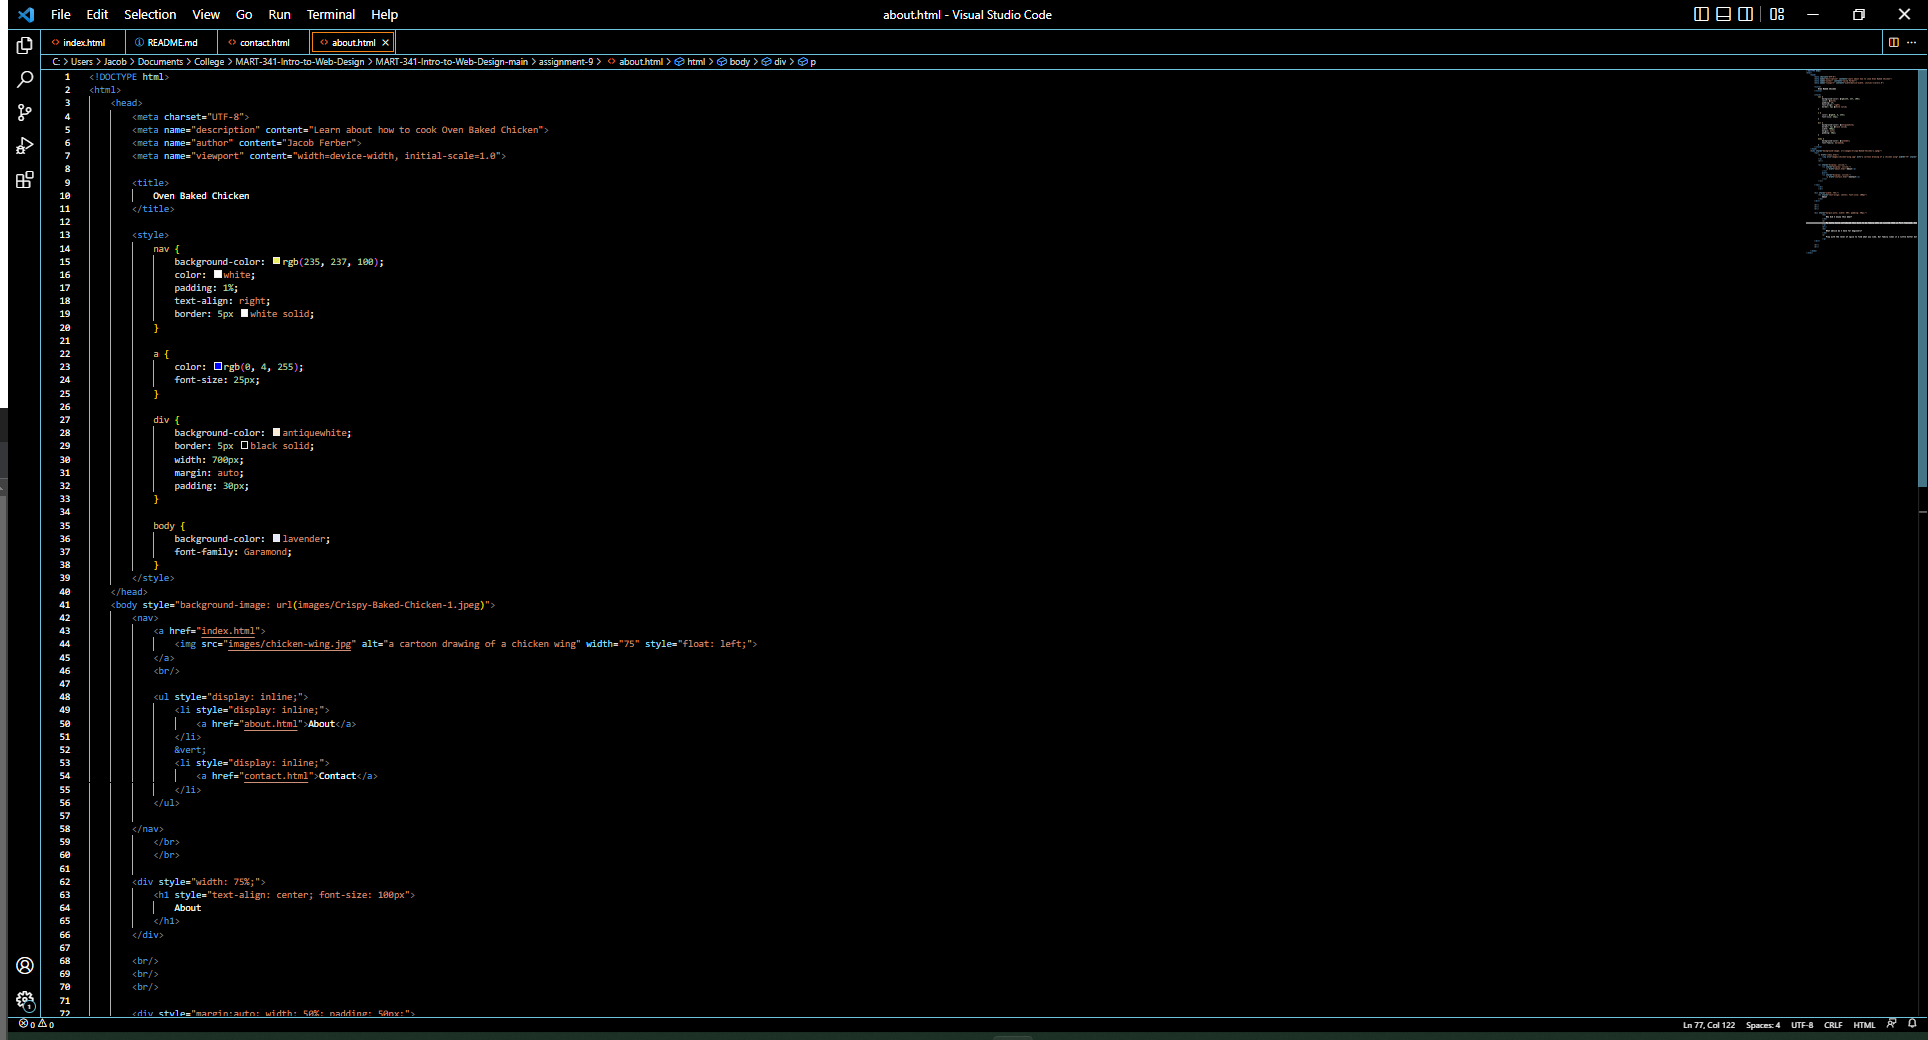 File Edit Selection View Go Run Terminal Help
about.html - Visual Studio Code
index.html README.md contact.html about.html
C: > Users > Jacob > Documents > College > MART-341-Intro-to-Web-Design > MART-341-Intro-to-Web-Design-main > assignment-9 > about.html > html > body > div > p
1 <!DOCTYPE html>
2 <html>
3 <head>
4 <meta charset="UTF-8">
5 <meta name="description" content="Learn about how to cook Oven Baked Chicken">
6 <meta name="author" content="Jacob Ferber">
7 <meta name="viewport" content="width=device-width, initial-scale=1.0">
8
9 <title>
10 Oven Baked Chicken
11 </title>
12
13 <style>
14 nav {
15 background-color: rgb(235, 237, 100);
16 color: white;
17 padding: 1%;
18 text-align: right;
19 border: 5px white solid;
20 }
21
22 a {
23 color: rgb(0, 4, 255);
24 font-size: 25px;
25 }
26
27 div {
28 background-color: antiquewhite;
29 border: 5px black solid;
30 width: 700px;
31 margin: auto;
32 padding: 30px;
33 }
34
35 body {
36 background-color: lavender;
37 font-family: Garamond;
38 }
39 </style>
40 </head>
41 <body style="background-image: url(images/Crispy-Baked-Chicken-1.jpeg)">
42 <nav>
43 <a href="index.html">
44 <img src="images/chicken-wing.jpg" alt="a cartoon drawing of a chicken wing" width="75" style="float: left;">
45 </a>
46 <br/>
47
48 <ul style="display: inline;">
49 <li style="display: inline;">
50 <a href="about.html">About</a>
51 </li>
52 &vert;
53 <li style="display: inline;">
54 <a href="contact.html">Contact</a>
55 </li>
56 </ul>
57
58 </nav>
59 </br>
60 </br>
61
62 <div style="width: 75%;">
63 <h1 style="text-align: center; font-size: 100px">
64 About
65 </h1>
66 </div>
67
68 <br/>
69 <br/>
70 <br/>
71
72 <div style="margin:auto; width: 50%; padding: 50px;">
0 0
Ln 77, Col 122 Spaces: 4 UTF-8 CRLF HTML